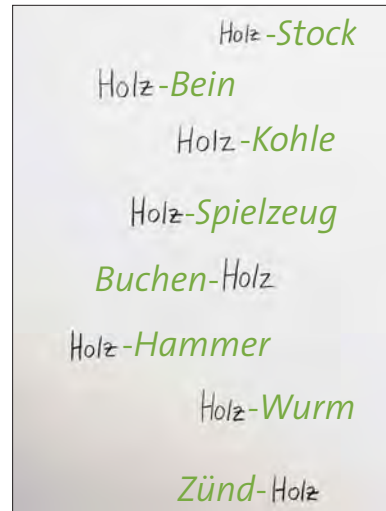 Holz-Stock
Holz-Bein
Holz-Kohle
Holz-Spielzeug
Buchen-Holz
Holz-Hammer
Holz-Wurm
Zünd-Holz